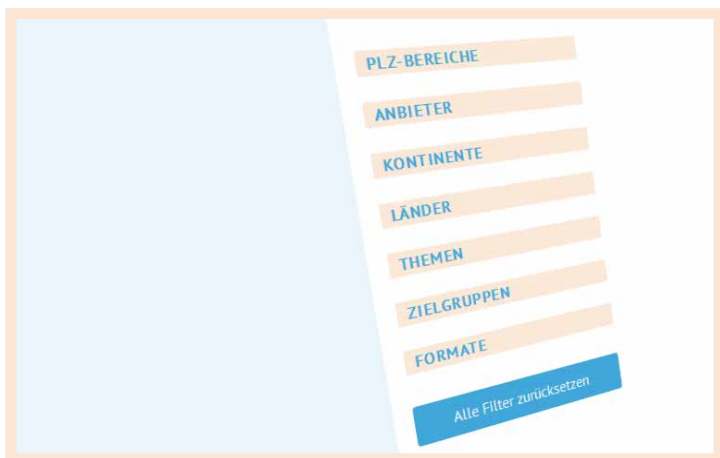 PLZ-BEREICHE
ANBIETER
KONTINENTE
LÄNDER
THEMEN
ZIELGRUPPEN
FORMATE
Alle Filter zurücksetzen